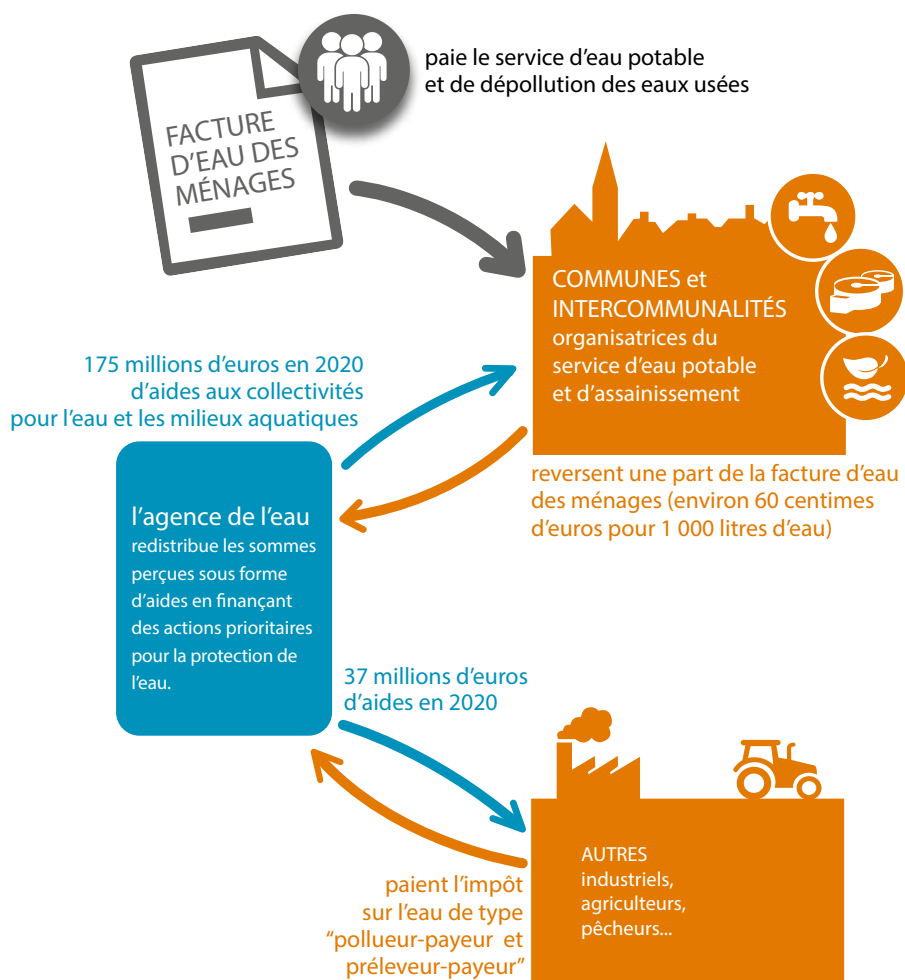 paie le service d'eau potable
et de dépollution des eaux usées
FACTURE
D'EAU DES
MÉNAGES
COMMUNES et
INTERCOMMUNALITÉS
organisatrices du
service d'eau potable
et d'assainissement
175 millions d'euros en 2020
d'aides aux collectivités
pour l'eau et les milieux aquatiques
reversent une part de la facture d'eau
des ménages (environ 60 centimes
d'euros pour 1 000 litres d'eau)
l'agence de l'eau
redistribue les sommes
perçues sous forme
d'aides en finançant
des actions prioritaires
pour la protection de
l'eau.
37 millions d'euros
d'aides en 2020
AUTRES
industriels,
agriculteurs,
pêcheurs...
paient l'impôt
sur l'eau de type
“pollueur-payeur et
préleveur-payeur”